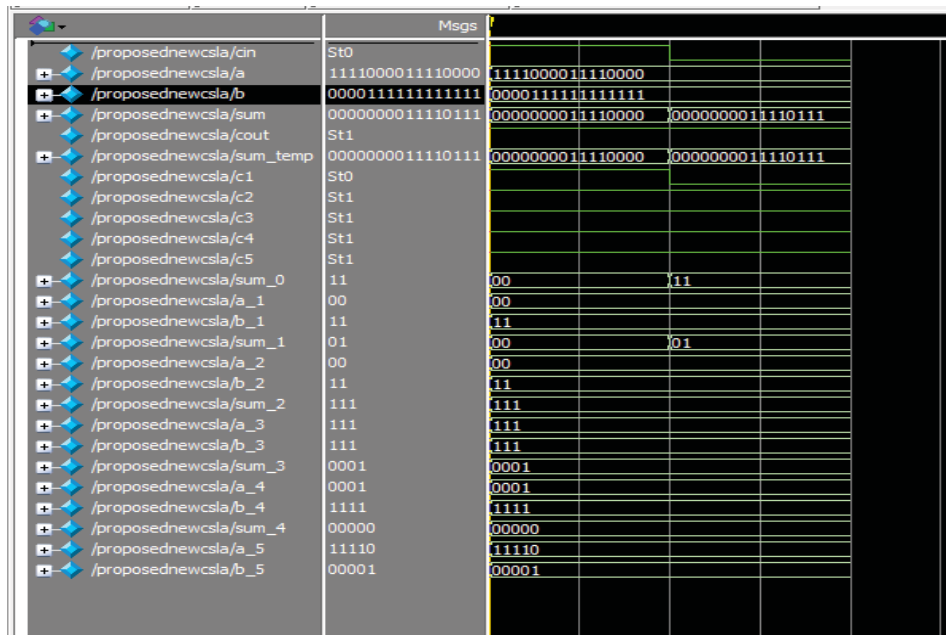 Msgs
/proposednewcsla/cin St0
/proposednewcsla/a 1111000011110000 1111000011110000
/proposednewcsla/b 0000111111111111 0000111111111111
/proposednewcsla/sum 0000000011110111 0000000011110000 0000000011110111
/proposednewcsla/cout St1
/proposednewcsla/sum_temp 0000000011110111 0000000011110000 0000000011110111
/proposednewcsla/c1 St0
/proposednewcsla/c2 St1
/proposednewcsla/c3 St1
/proposednewcsla/c4 St1
/proposednewcsla/c5 St1
/proposednewcsla/sum_0 11 00 11
/proposednewcsla/a_1 00 00
/proposednewcsla/b_1 11 11
/proposednewcsla/sum_1 01 00 01
/proposednewcsla/a_2 00 00
/proposednewcsla/b_2 11 11
/proposednewcsla/sum_2 111 111
/proposednewcsla/a_3 111 111
/proposednewcsla/b_3 111 111
/proposednewcsla/sum_3 0001 0001
/proposednewcsla/a_4 0001 0001
/proposednewcsla/b_4 1111 1111
/proposednewcsla/sum_4 00000 00000
/proposednewcsla/a_5 11110 11110
/proposednewcsla/b_5 00001 00001